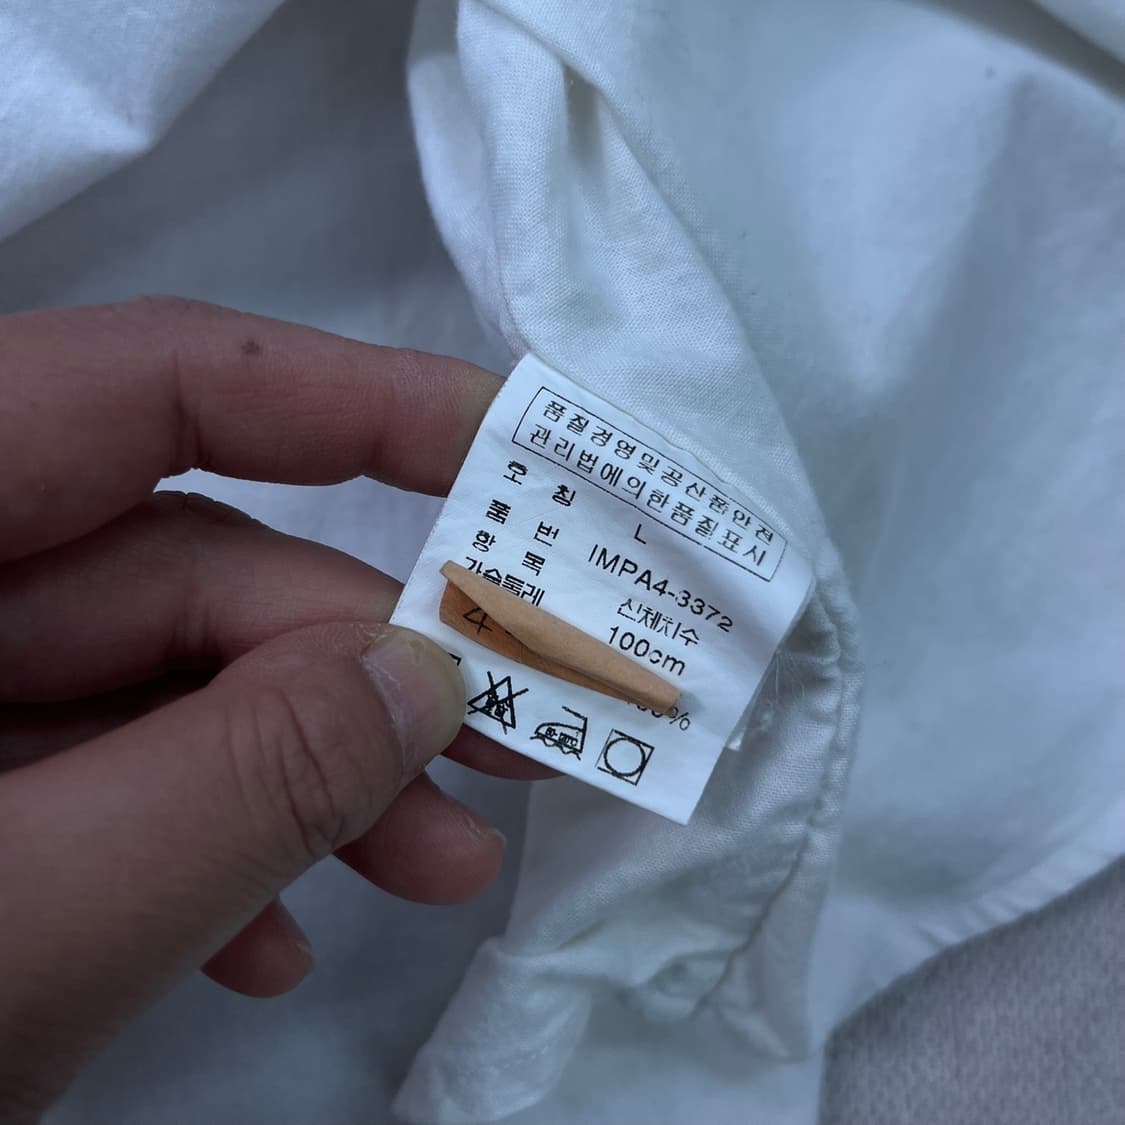 품질경영및공산품안전
관리법에의한품질표시
호 칭 L
품 번 IMPA4-3372
항 목 신체치수
가슴둘레 100cm